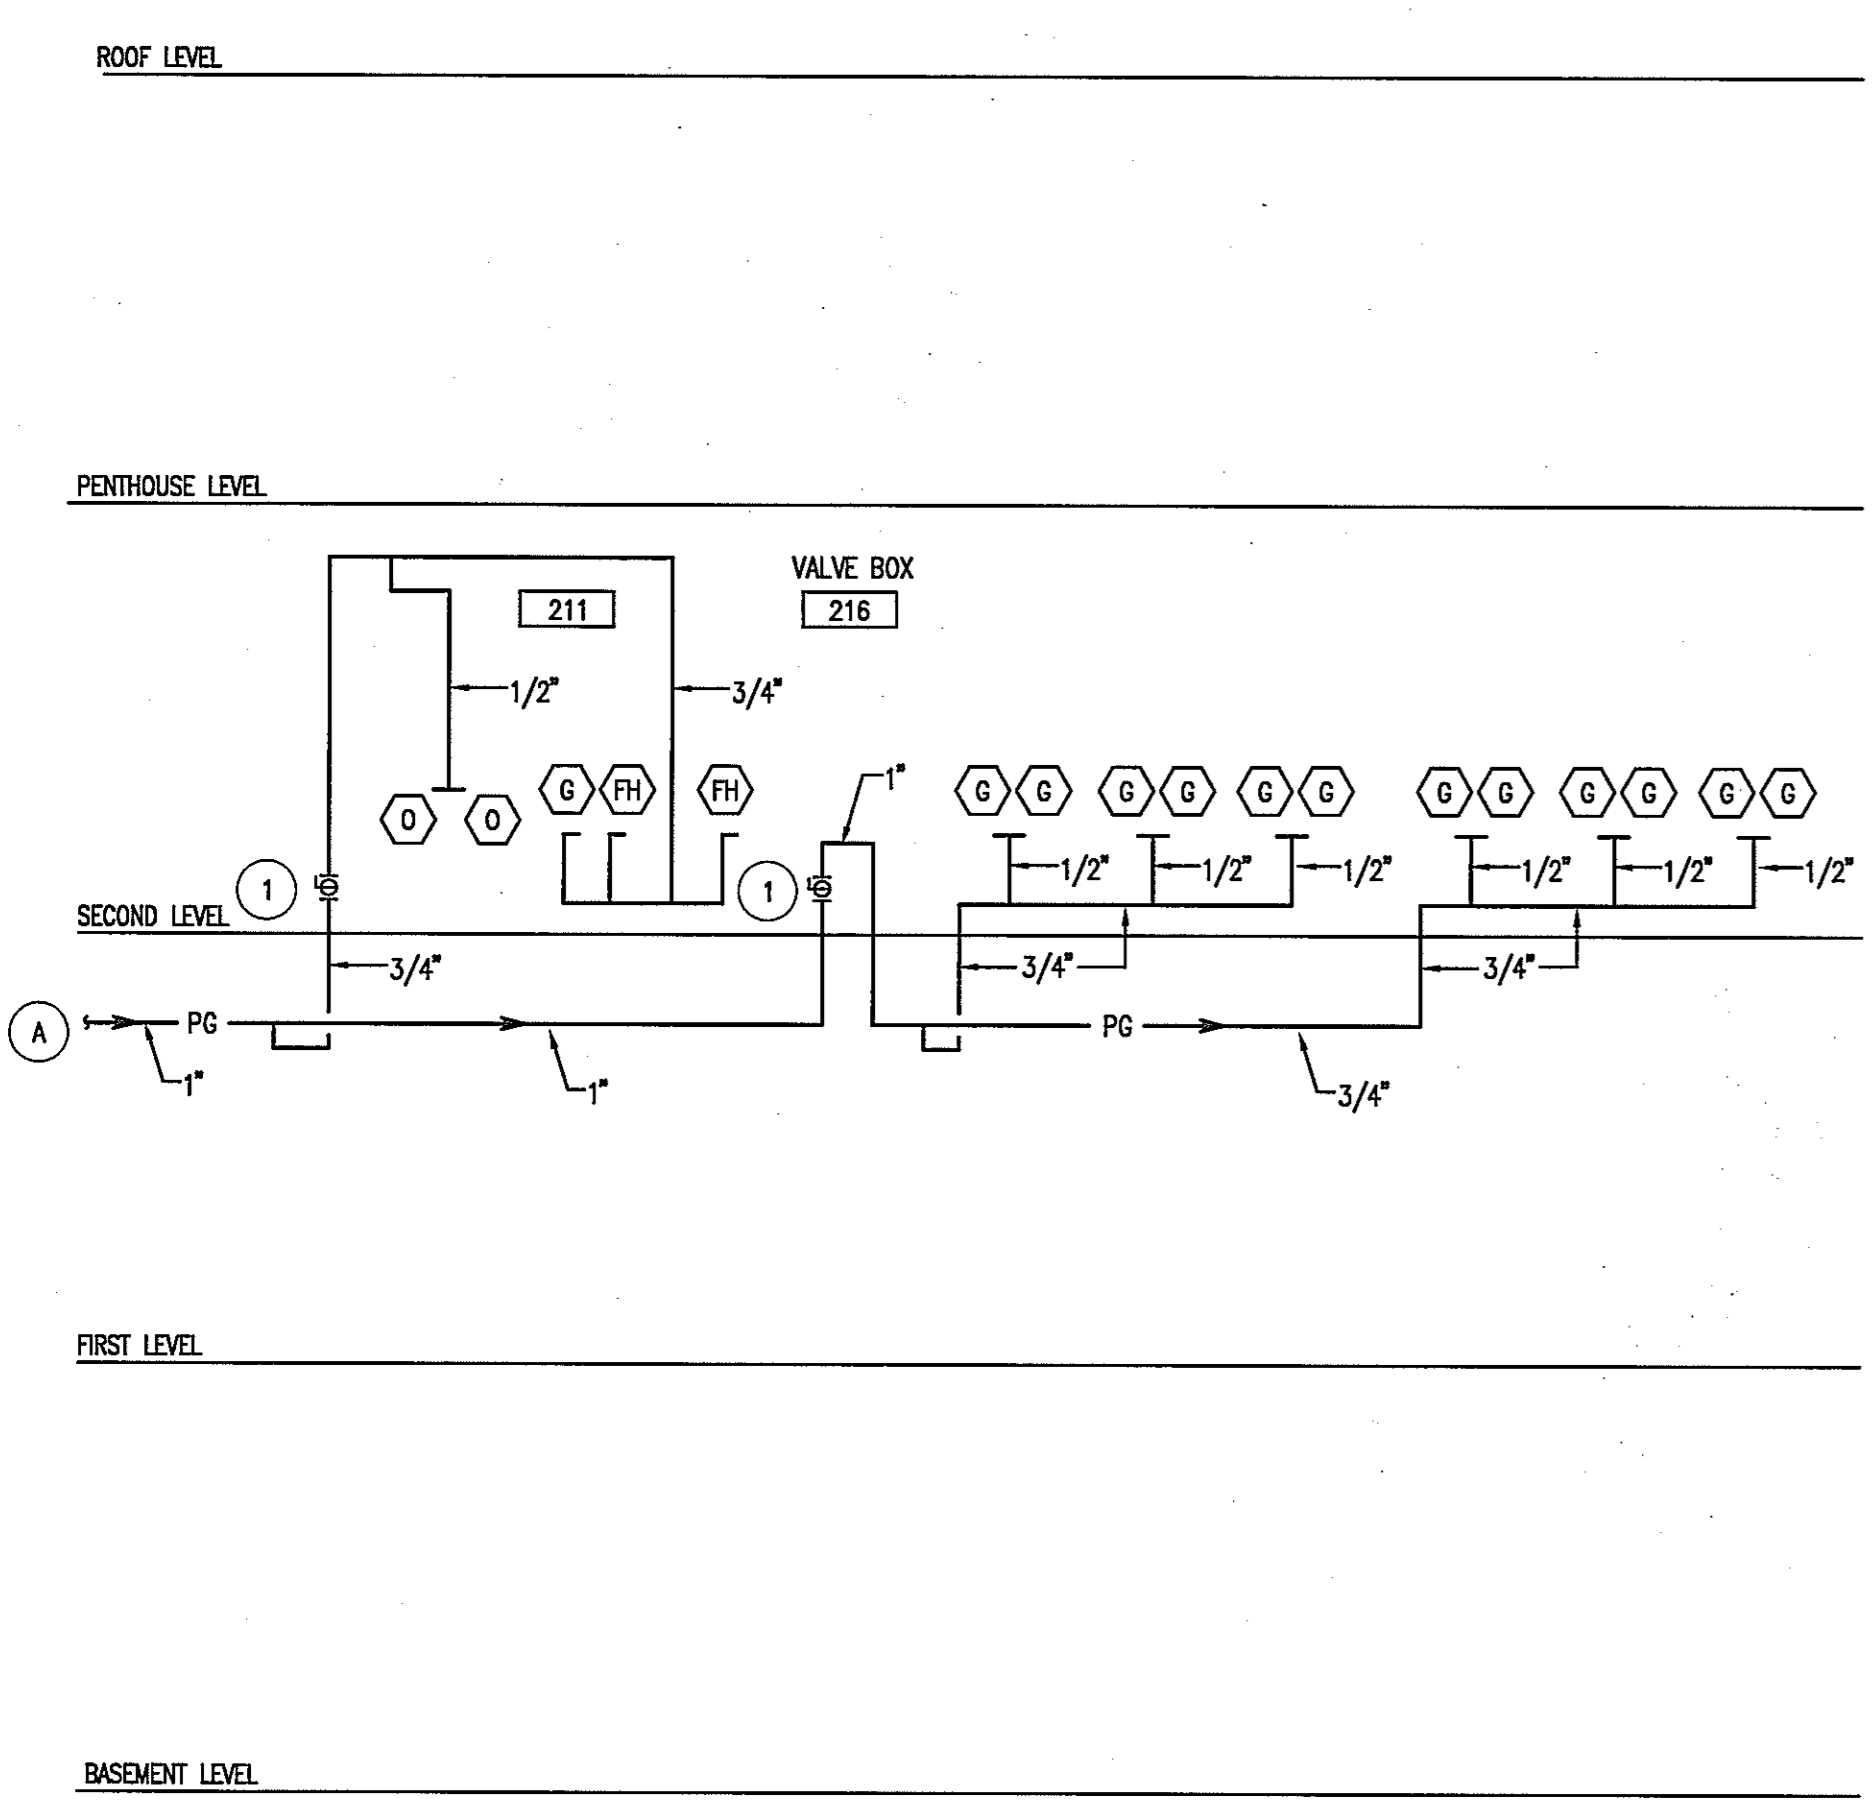 ROOF LEVEL
PENTHOUSE LEVEL
VALVE BOX
211
216
1/2"
3/4"
1"
G FH FH
G G G G G G
G G G G G G
O O
1/2" 1/2" 1/2"
1/2" 1/2" 1/2"
1
1
SECOND LEVEL
3/4"
3/4"
3/4"
A
PG
PG
1"
1"
3/4"
FIRST LEVEL
BASEMENT LEVEL